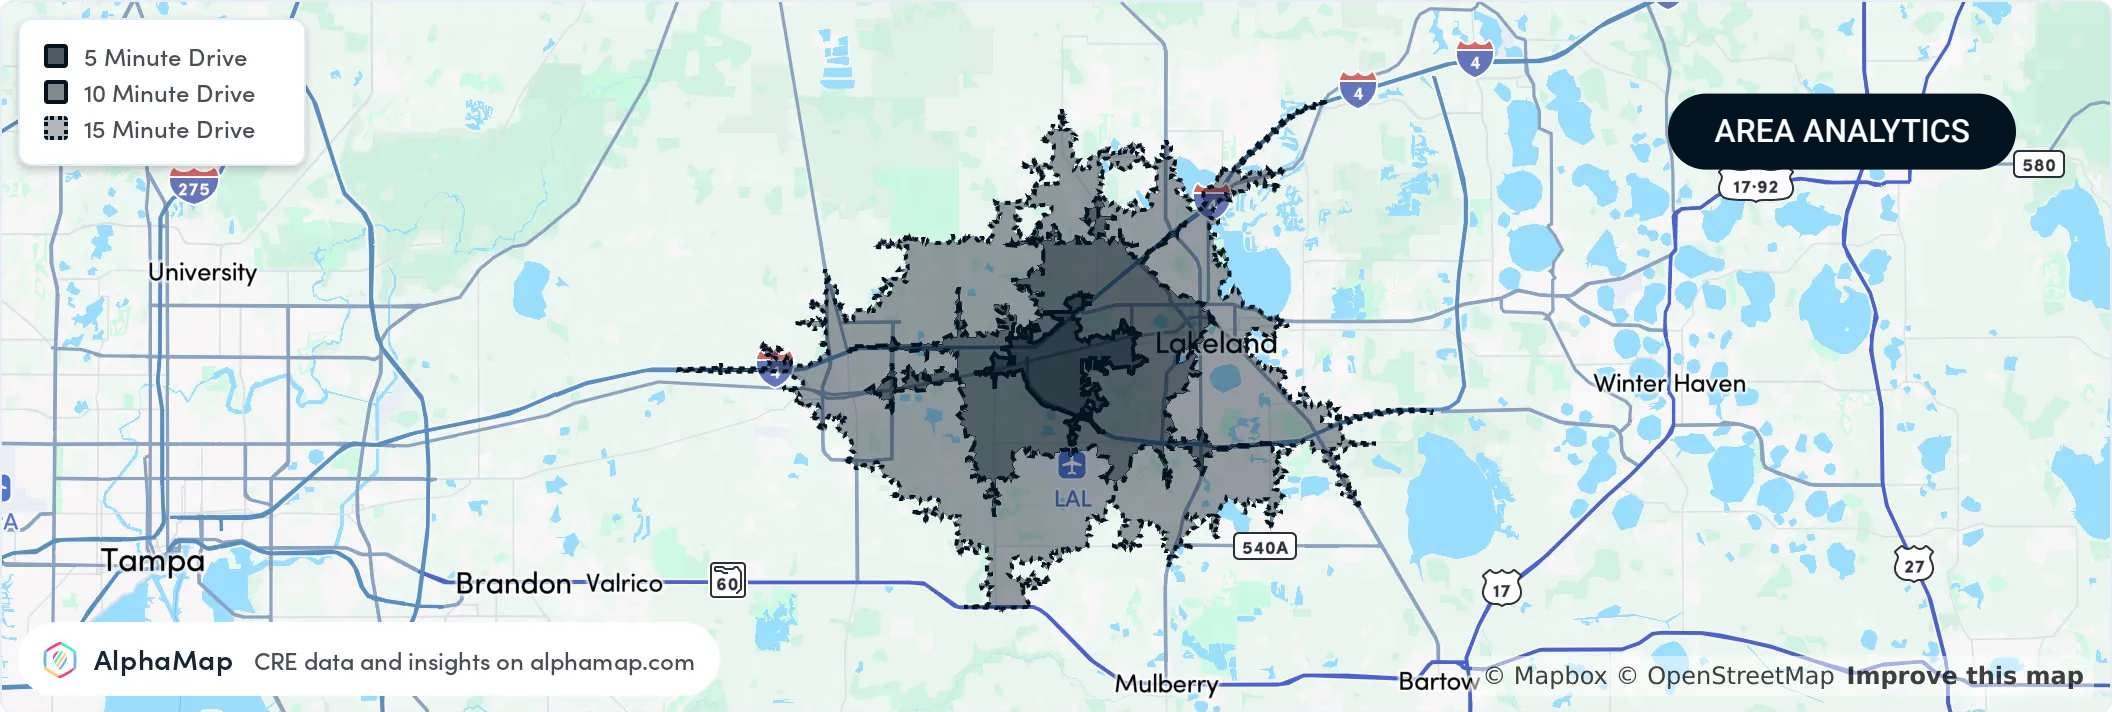 5 Minute Drive
10 Minute Drive
15 Minute Drive
4
4
AREA ANALYTICS
580
275
17·92
University
Lakeland
Winter Haven
LAL
A
540A
Tampa
Brandon
Valrico
60
17
27
AlphaMap
CRE data and insights on alphamap.com
Mulberry
Bartow
© Mapbox © OpenStreetMap Improve this map